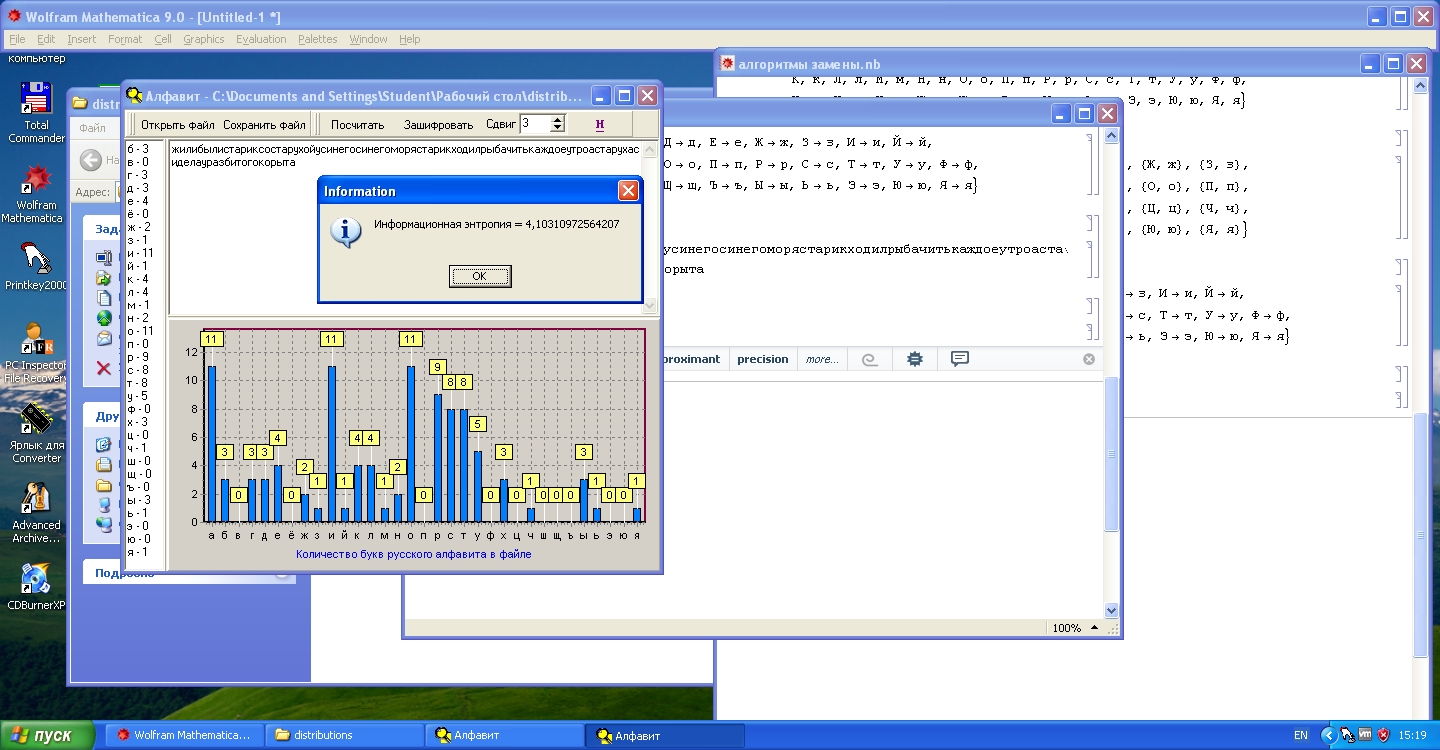 Wolfram Mathematica 9.0 - [Untitled-1 *]
File Edit Insert Format Cell Graphics Evaluation Palettes Window Help
компьютер
Total
Commander
Wolfram
Mathematica
Printkey2000
PC Inspector
File Recovery
Ярлык для
Converter
Advanced
Archive...
CDBurnerXP
distr
Файл
На
Адрес:
Зада
Дру
Подробно
Алфавит - C:\Documents and Settings\Student\Рабочий стол\distrib...
Открыть файл Сохранить файл Посчитать Зашифровать Сдвиг 3 H
б - 3
в - 0
г - 3
д - 3
е - 4
ё - 0
ж - 2
з - 1
и - 11
й - 1
к - 4
л - 4
м - 1
н - 2
о - 11
п - 0
р - 9
с - 8
т - 8
у - 5
ф - 0
х - 3
ц - 0
ч - 1
ш - 0
щ - 0
ъ - 0
ы - 3
ь - 1
э - 0
ю - 0
я - 1
жилибылистариксостарухойусинегосинегоморястарикходилрыбачитькаждоеутроастарухас
иделауразбитогокорыта
Information
Информационная энтропия = 4,10310972564207
OK
11 3 0 3 3 4 0 2 1 11 1 4 4 1 2 11 0 9 8 8 5 0 3 0 1 0 0 0 3 1 0 0 1
12
10
8
6
4
2
0
а б в г д е ё ж з и й к л м н о п р с т у ф х ц ч ш щ ъ ы ь э ю я
Количество букв русского алфавита в файле
Д → д, Е → е, Ж → ж, З → з, И → и, Й → й,
О → о, П → п, Р → р, С → с, Т → т, У → у, Ф → ф,
Щ → щ, Ъ → ъ, Ы → ы, Ь → ь, Э → э, Ю → ю, Я → я}
усинегосинегоморястарикходилрыбачитькаждоеутроаста
орыта
proximant precision more...
100%
алгоритмы замены.nb
К, к, Л, л, М, м, Н, н, О, о, П, п, Р, р, С, с, Т, т, У, у, Ф, ф,
Э, э, Ю, ю, Я, я}
, {Ж, ж}, {З, з},
, {О, о}, {П, п},
, {Ц, ц}, {Ч, ч},
, {Ю, ю}, {Я, я}}
→ з, И → и, Й → й,
→ с, Т → т, У → у, Ф → ф,
→ ь, Э → э, Ю → ю, Я → я}
пуск Wolfram Mathematica... distributions Алфавит Алфавит EN 15:19